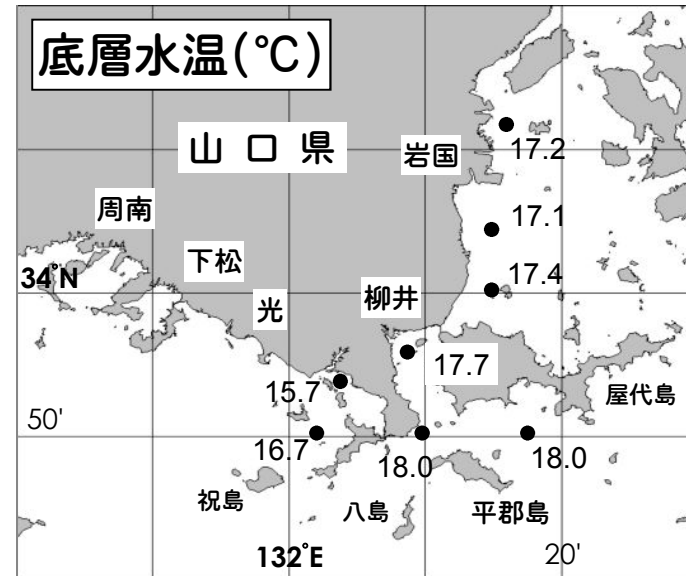 底層水温(℃)
山口県
岩国
17.2
周南
17.1
下松
34°N
17.4
光
柳井
17.7
15.7
屋代島
50'
16.7
18.0
18.0
祝島
八島
平郡島
132°E
20'